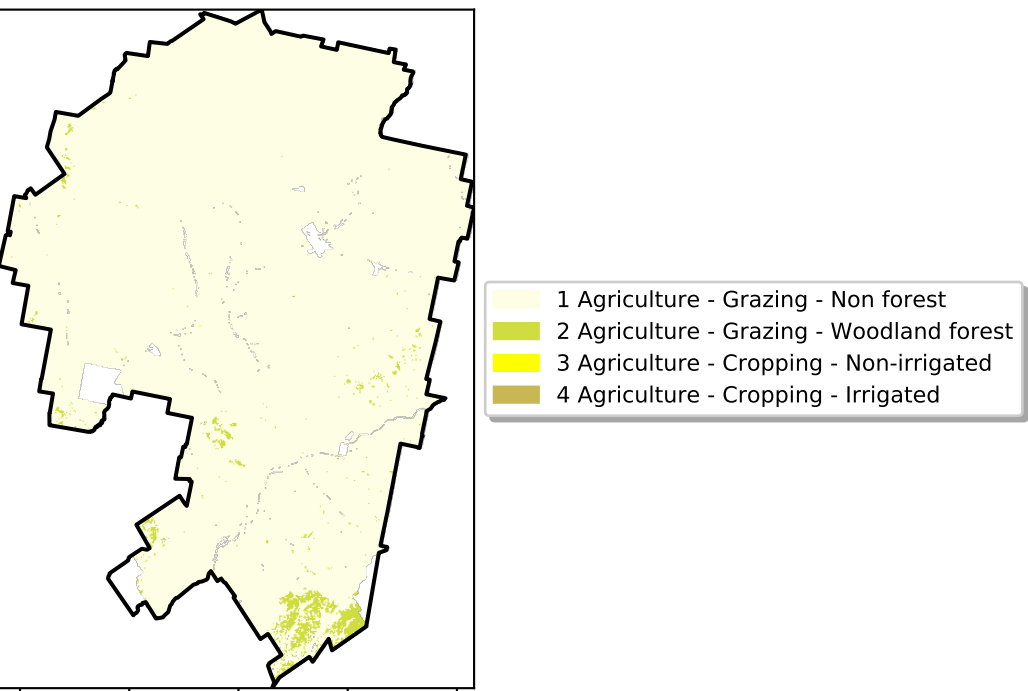 1 Agriculture - Grazing - Non forest
2 Agriculture - Grazing - Woodland forest
3 Agriculture - Cropping - Non-irrigated
4 Agriculture - Cropping - Irrigated